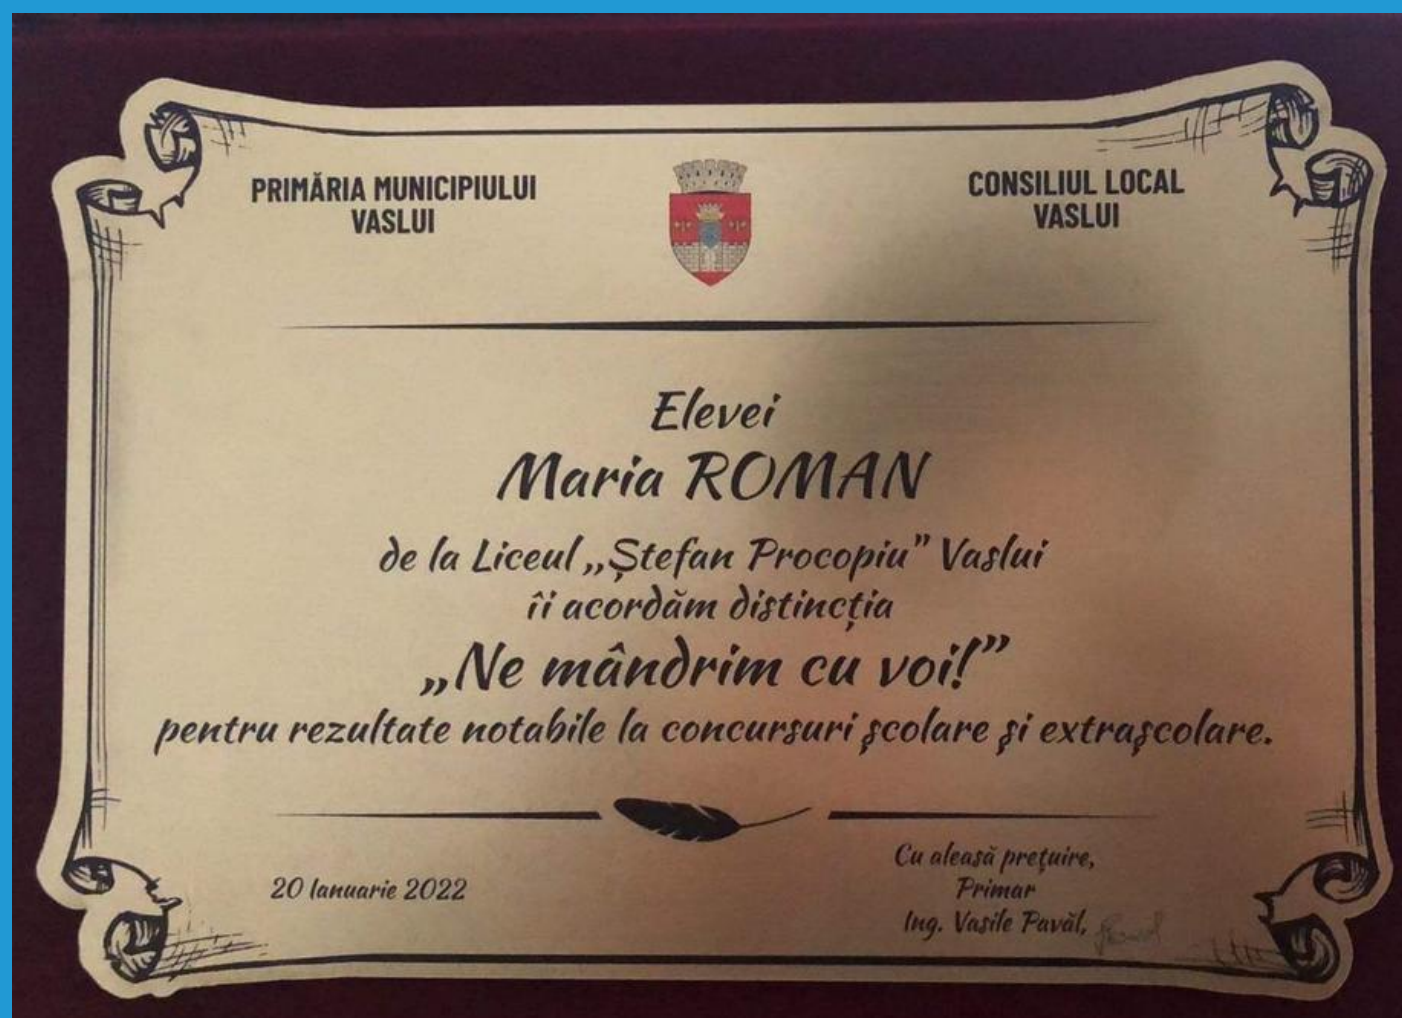 PRIMĂRIA MUNICIPIULUI
VASLUI
CONSILIUL LOCAL
VASLUI
Elevei
Maria ROMAN
de la Liceul „Ștefan Procopiu” Vaslui
îi acordăm distincția
„Ne mândrim cu voi!”
pentru rezultate notabile la concursuri şcolare şi extraşcolare.
20 Ianuarie 2022
Cu aleasă prețuire,
Primar
Ing. Vasile Pavăl,